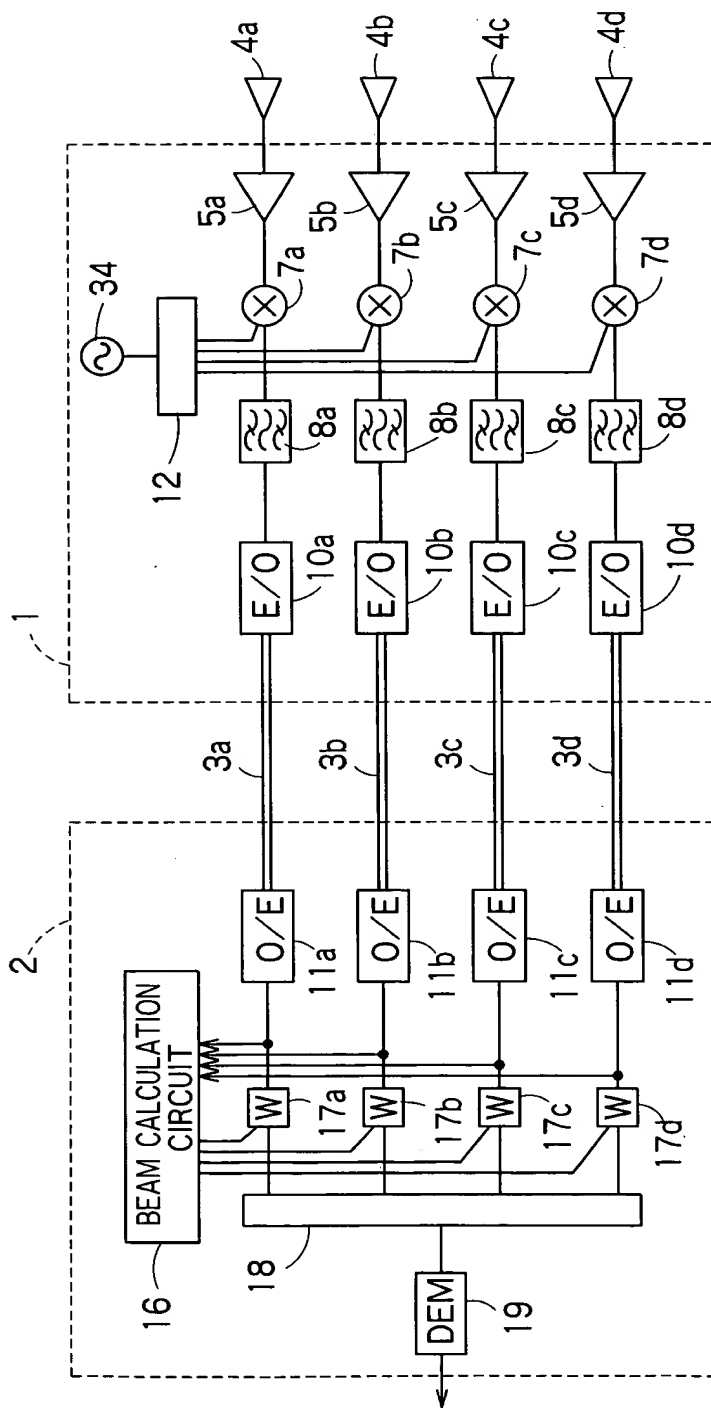 1
2
34
12
4a
4b
4c
4d
5a
5b
5c
5d
7a
7b
7c
7d
8a
8b
8c
8d
E/O
10a
E/O
10b
E/O
10c
E/O
10d
3a
3b
3c
3d
O/E
11a
O/E
11b
O/E
11c
O/E
11d
BEAM CALCULATION
CIRCUIT
16
W
17a
W
17b
W
17c
W
17d
18
DEM
19